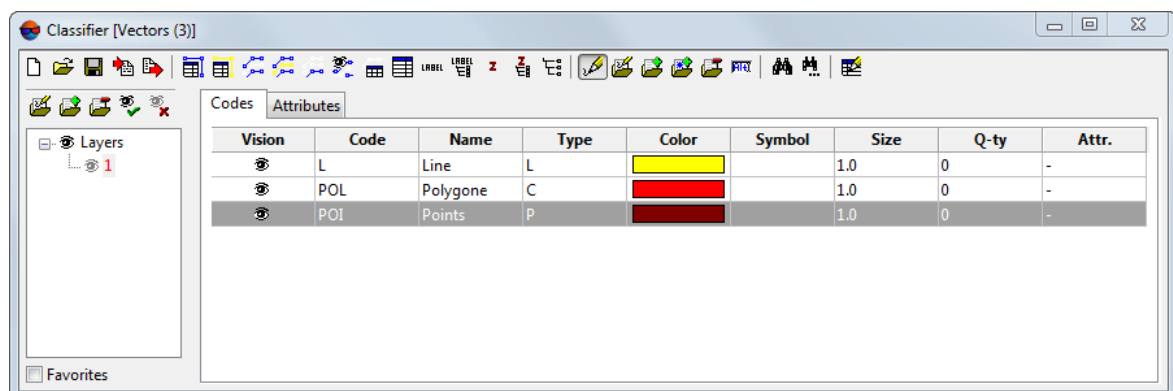 Classifier [Vectors (3)]
LABEL LABEL Z Z
Codes Attributes
Layers
1
Vision Code Name Type Color Symbol Size Q-ty Attr.
L Line L 1.0 0 -
POL Polygone C 1.0 0 -
POI Points P 1.0 0 -
Favorites